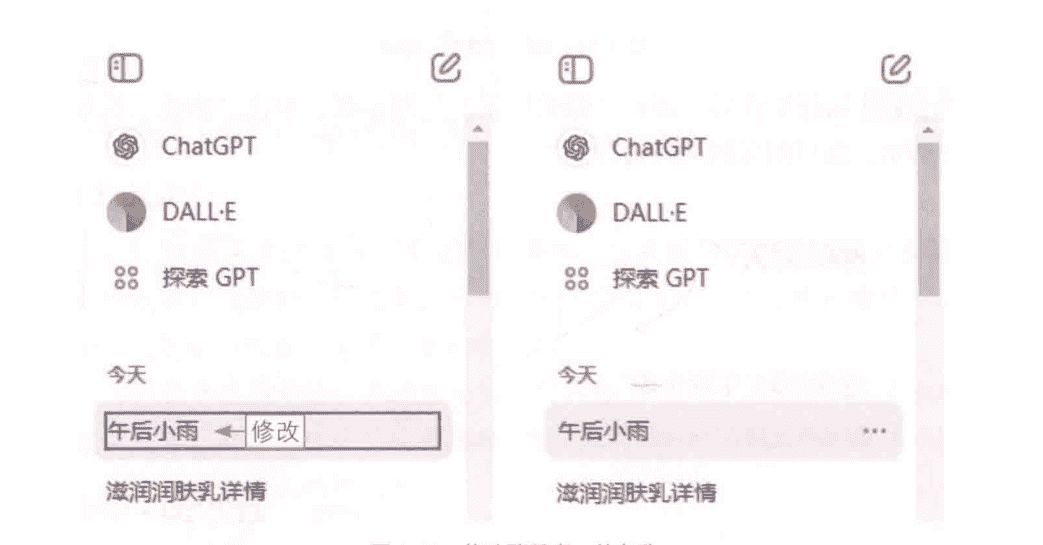 ChatGPT
DALL·E
探索 GPT
今天
午后小雨 修改
滋润润肤乳详情
ChatGPT
DALL·E
探索 GPT
今天
午后小雨 ...
滋润润肤乳详情